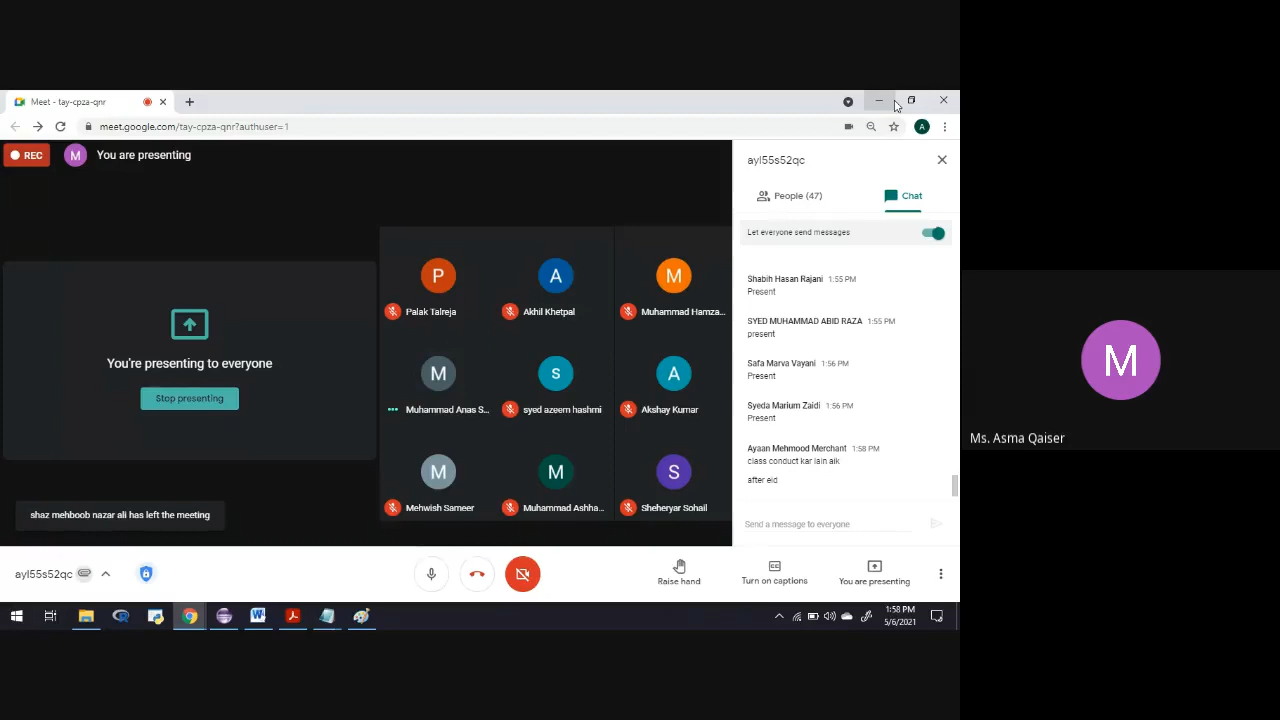 Meet - tay-cpza-qnr
meet.google.com/tay-cpza-qnr?authuser=1
A
REC
M
You are presenting
ayl55s52qc
People (47)
Chat
Let everyone send messages
You're presenting to everyone
Stop presenting
P
Palak Talreja
A
Akhil Khetpal
M
Muhammad Hamza...
M
Muhammad Anas S...
s
syed azeem hashmi
A
Akshay Kumar
M
Mehwish Sameer
M
Muhammad Ashha...
S
Sheheryar Sohail
shaz mehboob nazar ali has left the meeting
Shabih Hasan Rajani 1:55 PM
Present
SYED MUHAMMAD ABID RAZA 1:55 PM
present
Safa Marva Vayani 1:56 PM
Present
Syeda Marium Zaidi 1:56 PM
Present
Ayaan Mehmood Merchant 1:58 PM
class conduct kar lain aik
after eid
Send a message to everyone
ayl55s52qc
Raise hand
Turn on captions
You are presenting
1:58 PM
5/6/2021
M
Ms. Asma Qaiser